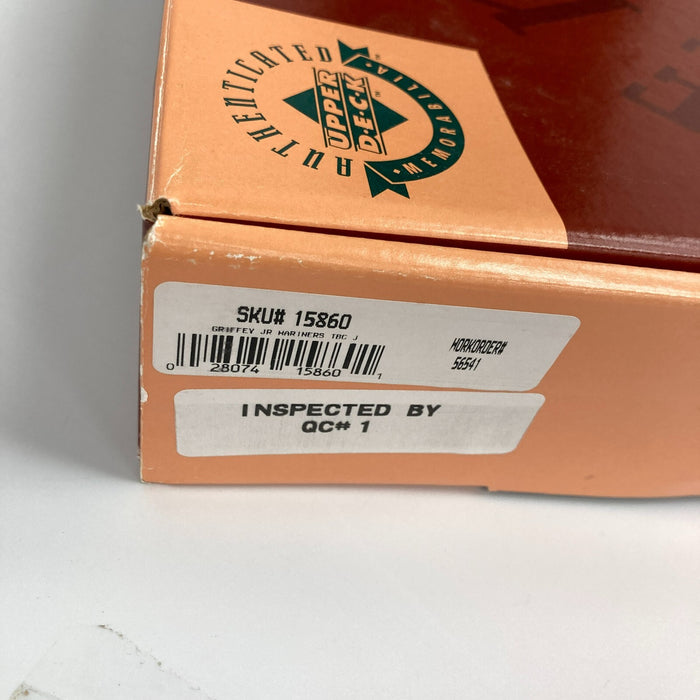 AUTHENTICATED
UPPER
D·E·C·K
MEMORABILIA
SKU# 15860
GRIFFEY JR MARINERS TBC J
WORKORDER#
56541
0 28074 15860 1
INSPECTED BY
QC# 1